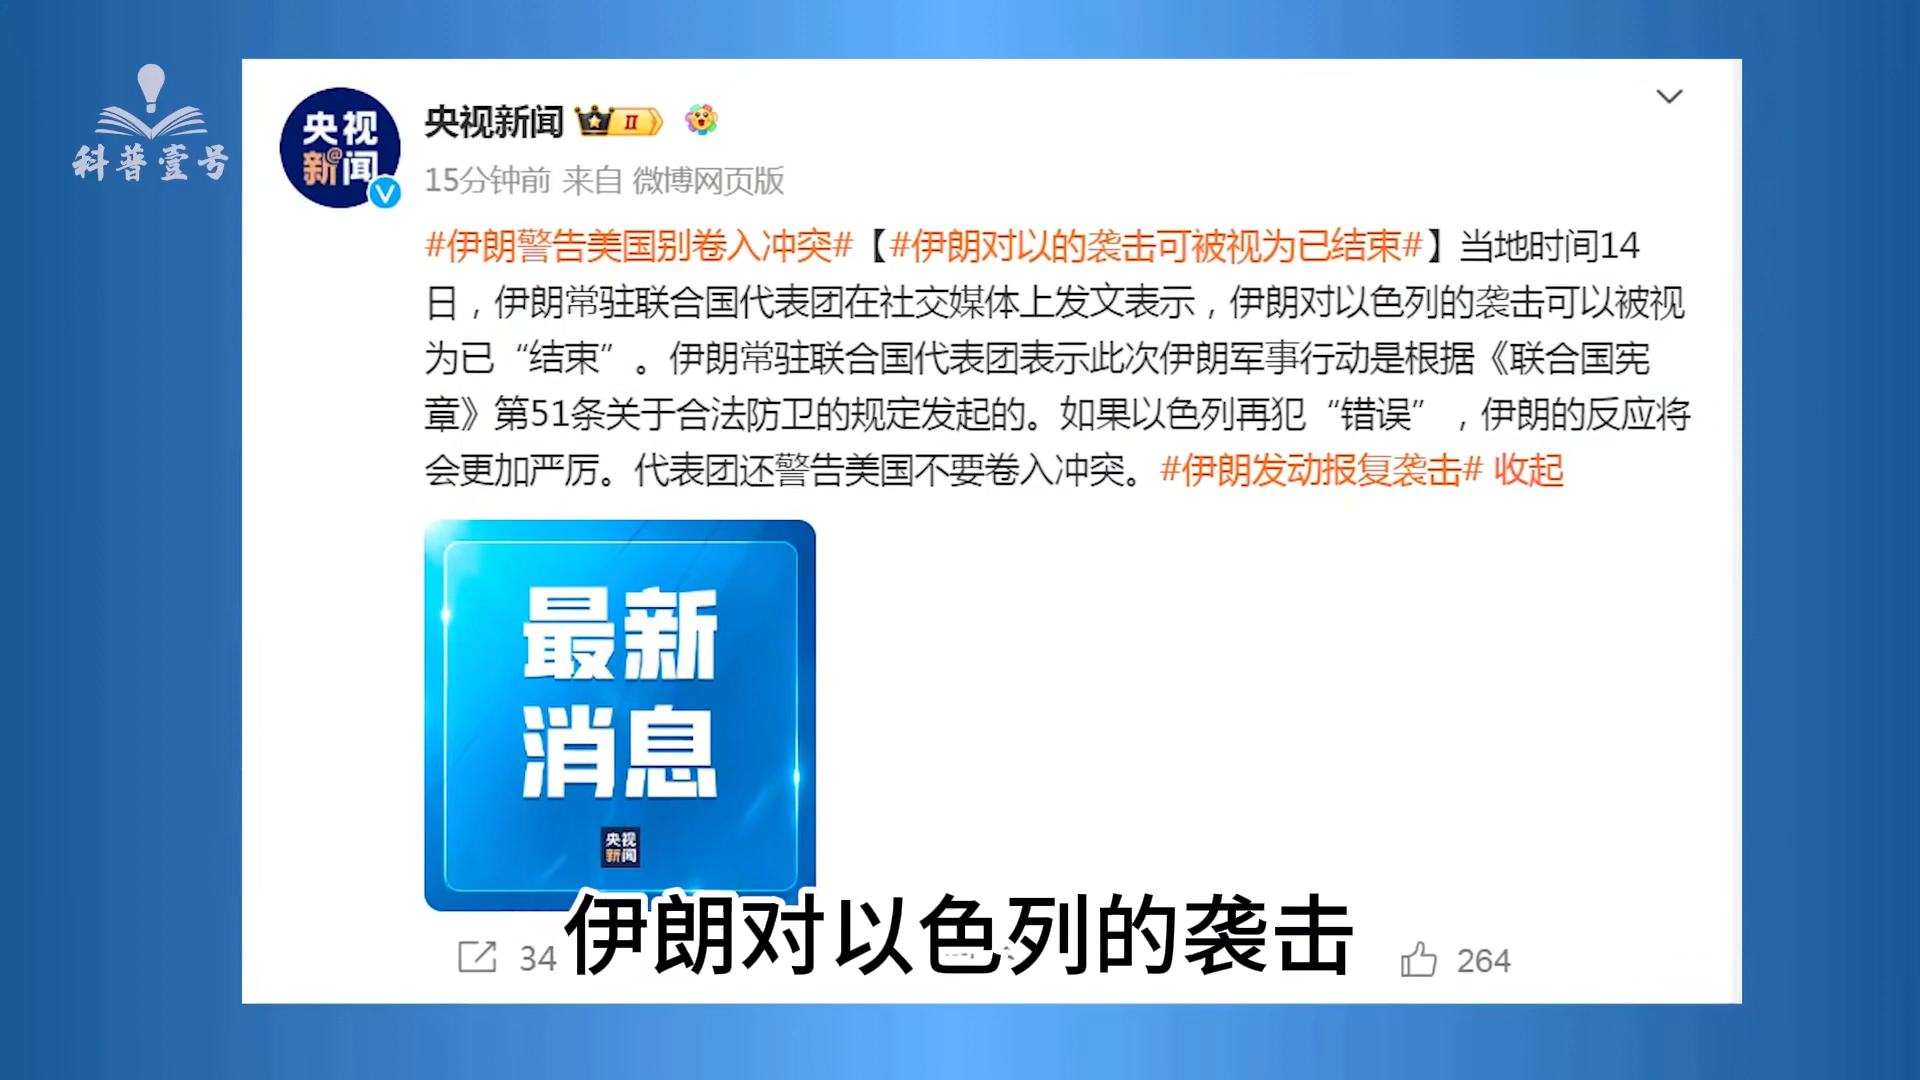 科普壹号
央视新闻
@
央视新闻 II
15分钟前 来自 微博网页版
#伊朗警告美国别卷入冲突#【#伊朗对以的袭击可被视为已结束#】当地时间14
日，伊朗常驻联合国代表团在社交媒体上发文表示，伊朗对以色列的袭击可以被视
为已“结束”。伊朗常驻联合国代表团表示此次伊朗军事行动是根据《联合国宪
章》第51条关于合法防卫的规定发起的。如果以色列再犯“错误”，伊朗的反应将
会更加严厉。代表团还警告美国不要卷入冲突。#伊朗发动报复袭击# 收起
最新
消息
央视
新闻
34
264
伊朗对以色列的袭击